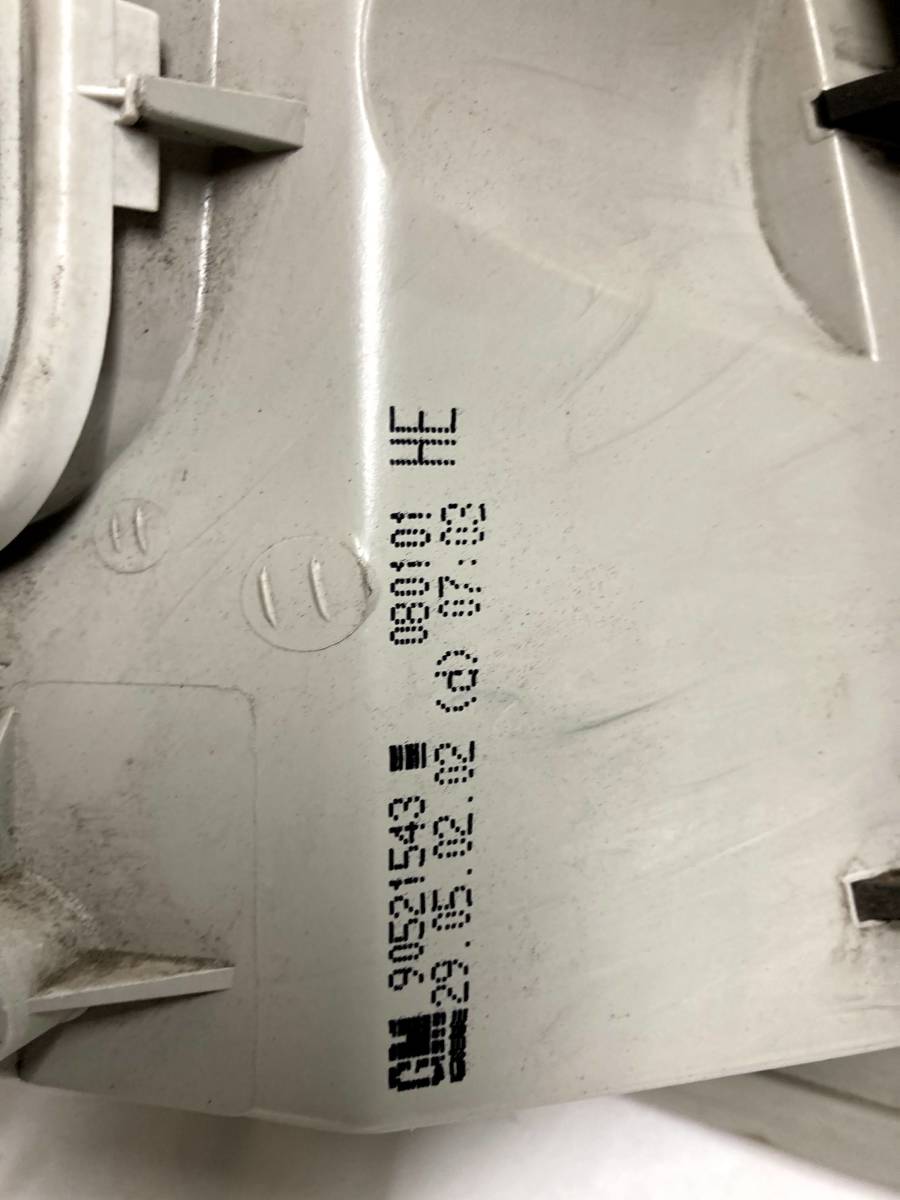 GM 90521543 080101 HE
29.05.02.02 (d) 07:03